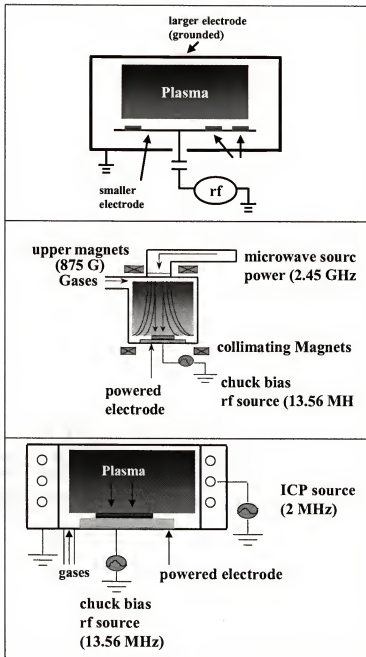 larger electrode
(grounded)
Plasma
smaller
electrode
rf
upper magnets
(875 G)
Gases
microwave sourc
power (2.45 GHz
collimating Magnets
powered
electrode
chuck bias
rf source (13.56 MH
Plasma
ICP source
(2 MHz)
gases
powered electrode
chuck bias
rf source
(13.56 MHz)